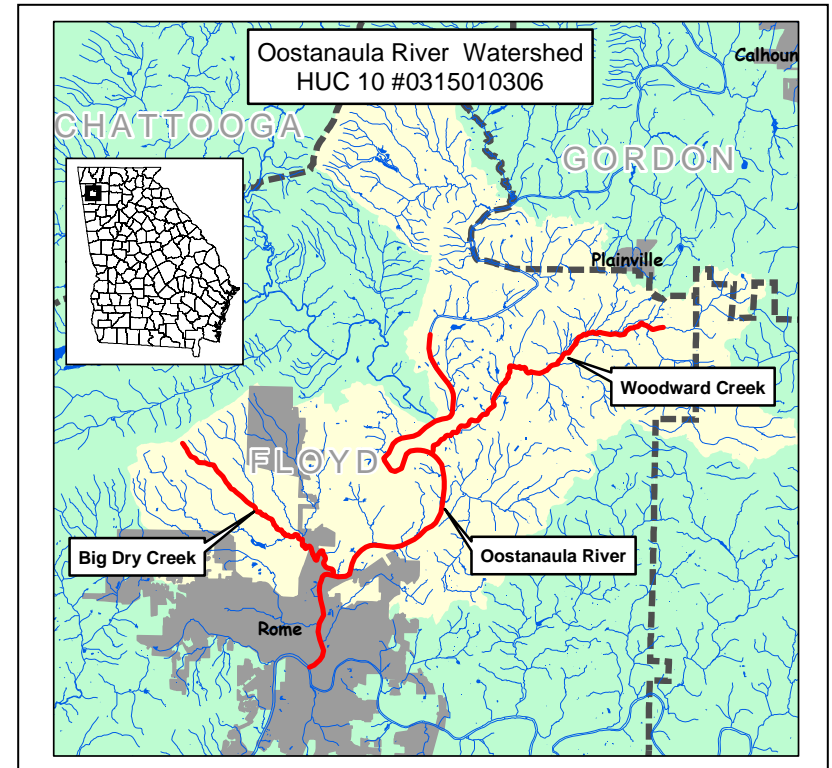 Oostanaula River Watershed
HUC 10 #0315010306
Calhoun
CHATTOOGA
GORDON
Plainville
Woodward Creek
FLOYD
Big Dry Creek
Oostanaula River
Rome